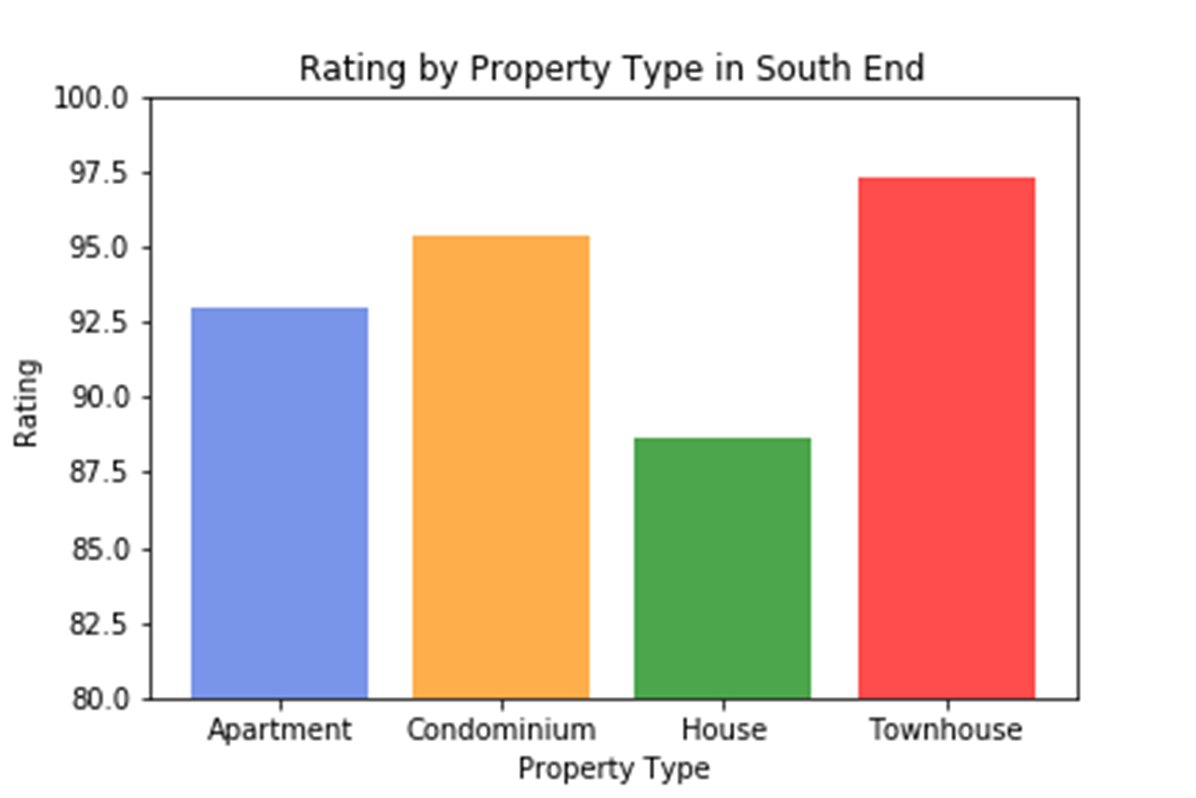 Rating by Property Type in South End
100.0
97.5
95.0
92.5
90.0
87.5
85.0
82.5
80.0
Rating
Apartment Condominium House Townhouse
Property Type